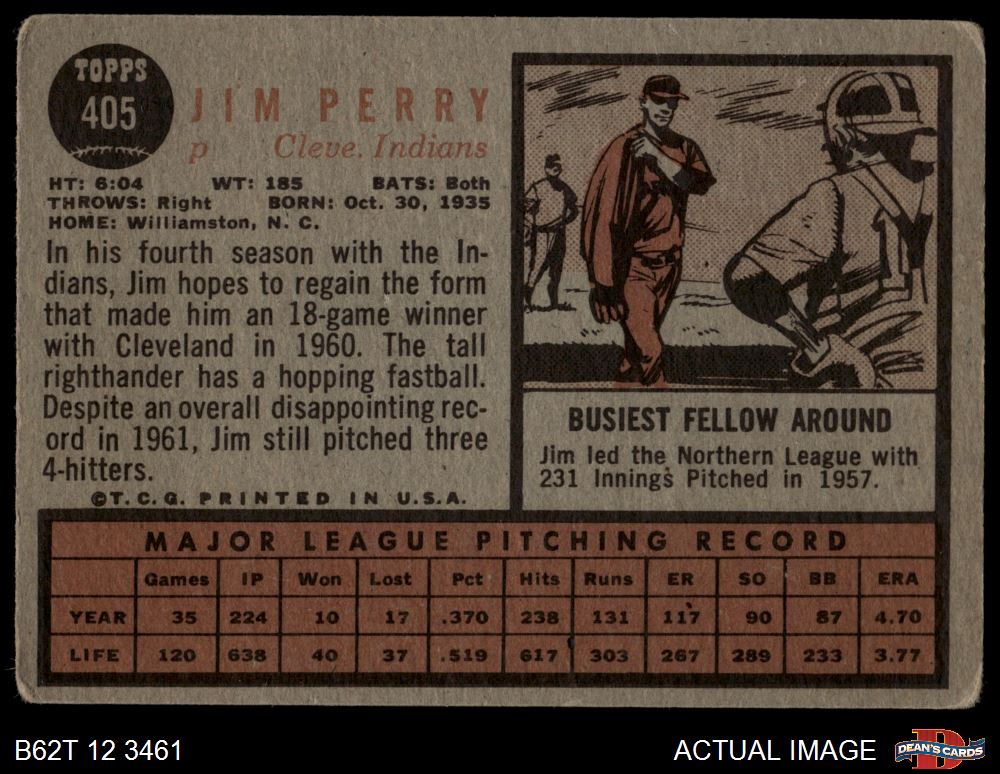 TOPPS
405
JIM PERRY
p Cleve. Indians
HT: 6:04 WT: 185 BATS: Both
THROWS: Right BORN: Oct. 30, 1935
HOME: Williamston, N. C.
In his fourth season with the In-
dians, Jim hopes to regain the form
that made him an 18-game winner
with Cleveland in 1960. The tall
righthander has a hopping fastball.
Despite an overall disappointing rec-
ord in 1961, Jim still pitched three
4-hitters.
©T. C. G. PRINTED IN U.S.A.
BUSIEST FELLOW AROUND
Jim led the Northern League with
231 Innings Pitched in 1957.
MAJOR LEAGUE PITCHING RECORD
Games IP Won Lost Pct Hits Runs ER SO BB ERA
YEAR 35 224 10 17 .370 238 131 117 90 87 4.70
LIFE 120 638 40 37 .519 617 303 267 289 233 3.77
B62T 12 3461 ACTUAL IMAGE
D
DEAN'S CARDS